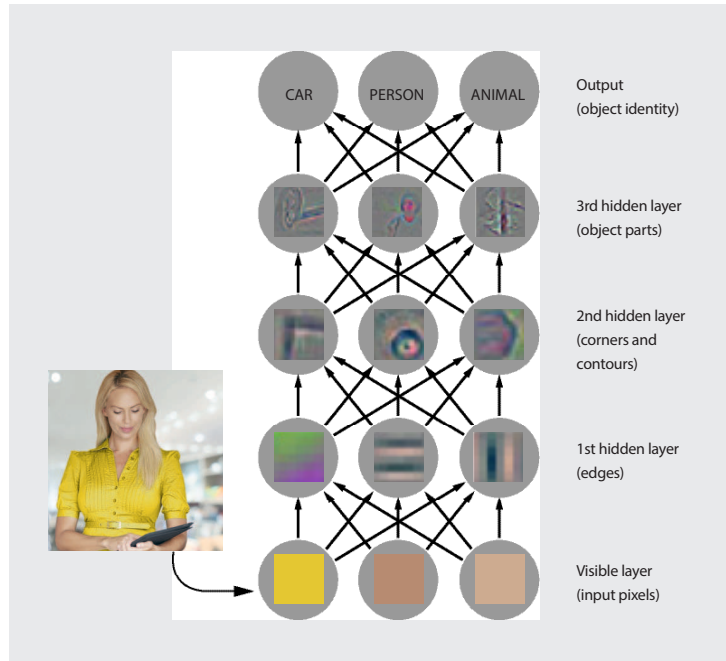 CAR
PERSON
ANIMAL
Output
(object identity)
3rd hidden layer
(object parts)
2nd hidden layer
(corners and
contours)
1st hidden layer
(edges)
Visible layer
(input pixels)